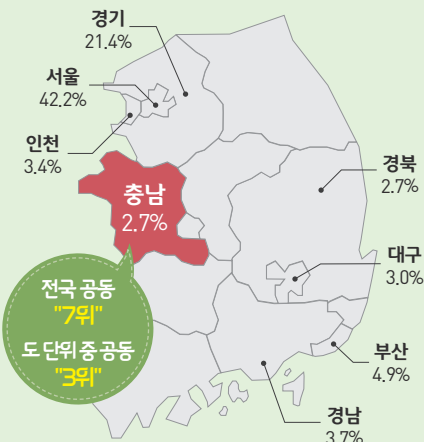 경기
21.4%
서울
42.2%
인천
3.4%
충남
2.7%
경북
2.7%
대구
3.0%
전국 공동
"7위"
도 단위 중 공동
"3위"
부산
4.9%
경남
3.7%